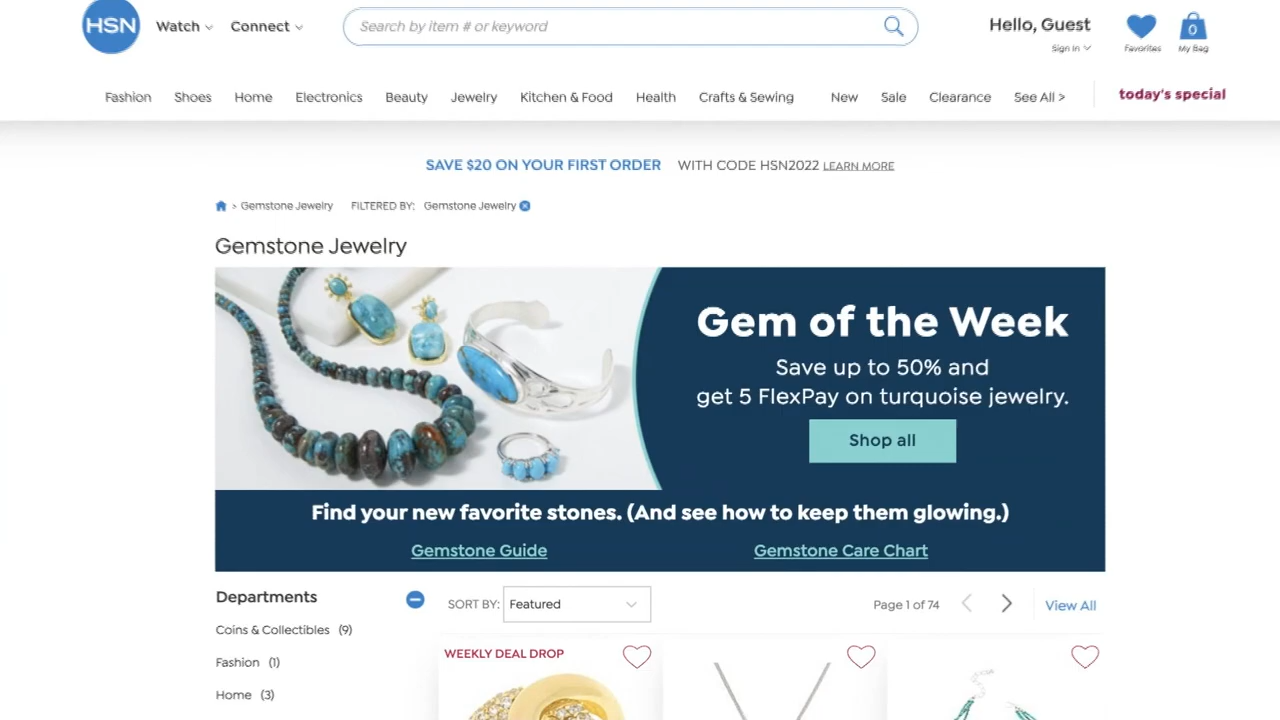 HSN
Watch
Connect
Search by item # or keyword
Hello, Guest
Sign In
Favorites
0
My Bag
Fashion
Shoes
Home
Electronics
Beauty
Jewelry
Kitchen & Food
Health
Crafts & Sewing
New
Sale
Clearance
See All >
today's special
SAVE $20 ON YOUR FIRST ORDER WITH CODE HSN2022 LEARN MORE
> Gemstone Jewelry FILTERED BY: Gemstone Jewelry
Gemstone Jewelry
Gem of the Week
Save up to 50% and
get 5 FlexPay on turquoise jewelry.
Shop all
Find your new favorite stones. (And see how to keep them glowing.)
Gemstone Guide
Gemstone Care Chart
Departments
Coins & Collectibles (9)
Fashion (1)
Home (3)
SORT BY: Featured
Page 1 of 74
View All
WEEKLY DEAL DROP